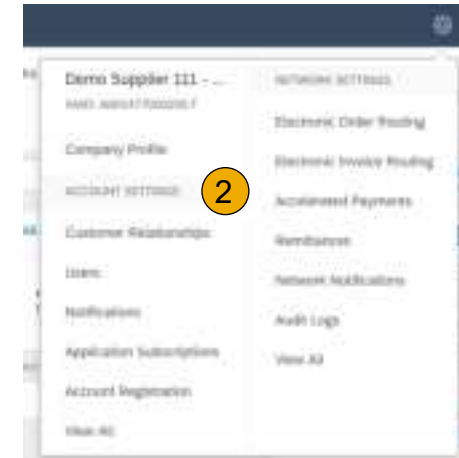 Demo Supplier 111 - ...
Company Profile
ACCOUNT SETTINGS
2
Customer Relationships
Users
Notifications
Application Subscriptions
Account Registration
View All
NETWORK SETTINGS
Electronic Order Routing
Electronic Invoice Routing
Accelerated Payments
Remittances
Network Notifications
Audit Logs
View All